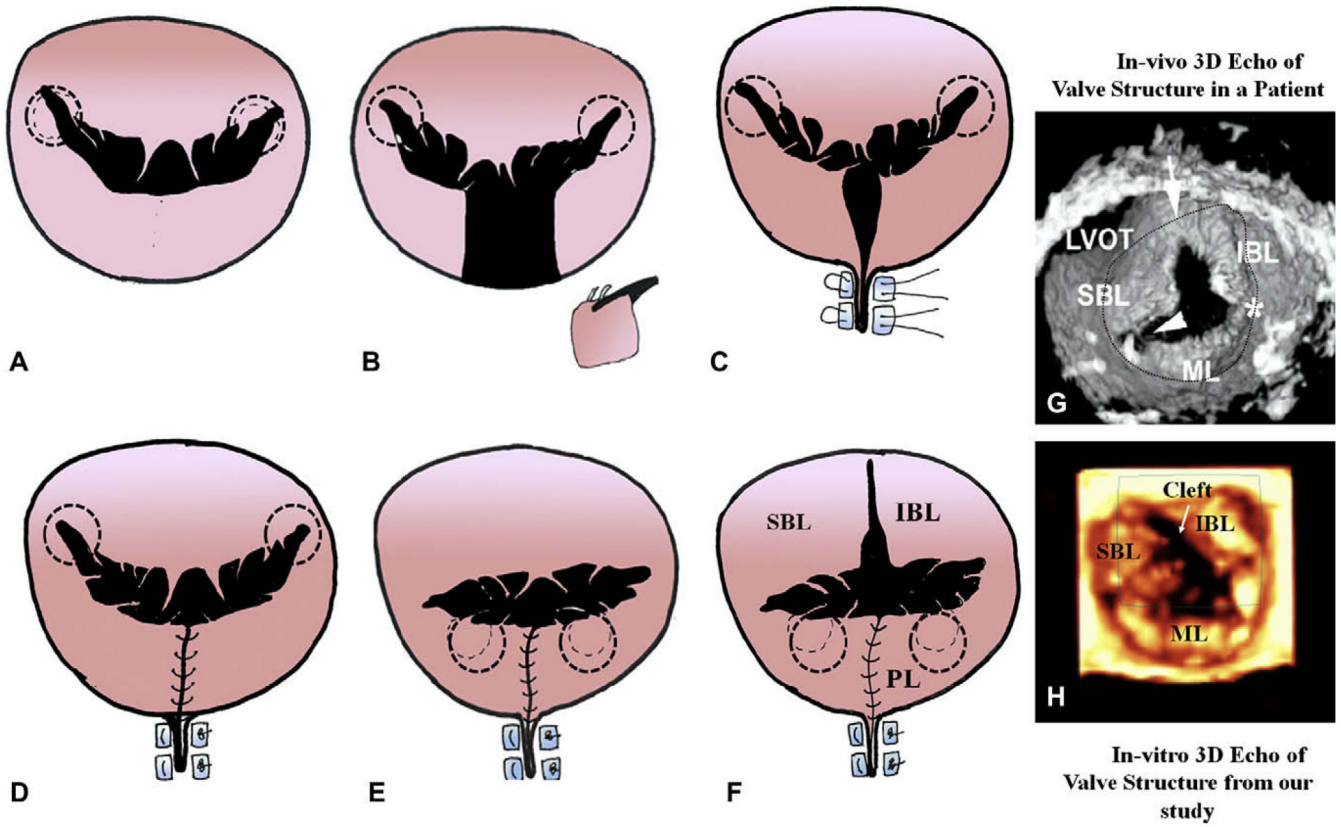 A
B
C
In-vivo 3D Echo of
Valve Structure in a Patient
LVOT
IBL
SBL
*
ML
G
D
E
SBL
IBL
PL
F
Cleft
IBL
SBL
ML
H
In-vitro 3D Echo of
Valve Structure from our
study